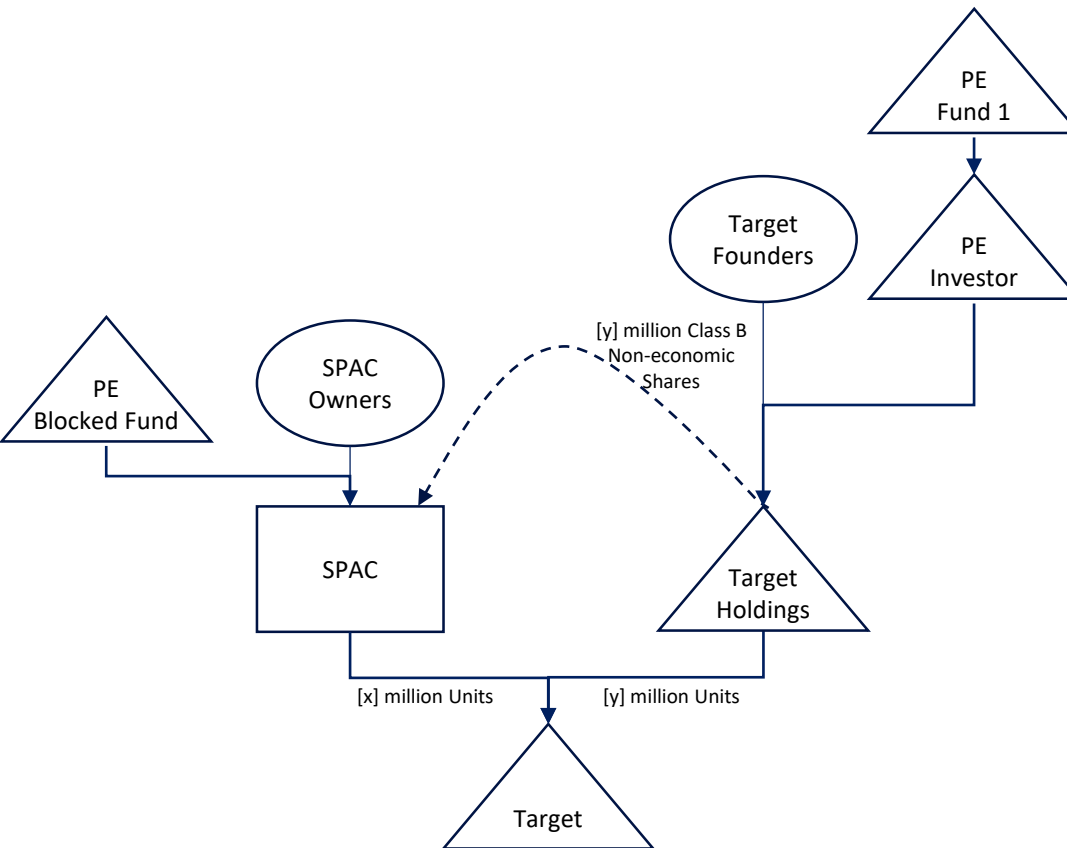 PE
Fund 1
Target
Founders
PE
Investor
[y] million Class B
Non-economic
Shares
SPAC
Owners
PE
Blocked Fund
SPAC
Target
Holdings
[x] million Units
[y] million Units
Target